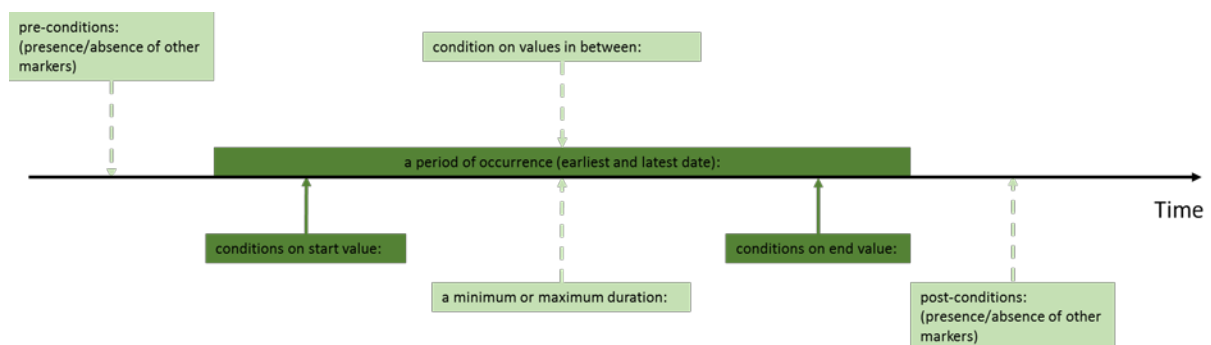 pre-conditions:
(presence/absence of other
markers)
condition on values in between:
a period of occurrence (earliest and latest date):
Time
conditions on start value:
conditions on end value:
a minimum or maximum duration:
post-conditions:
(presence/absence of other
markers)